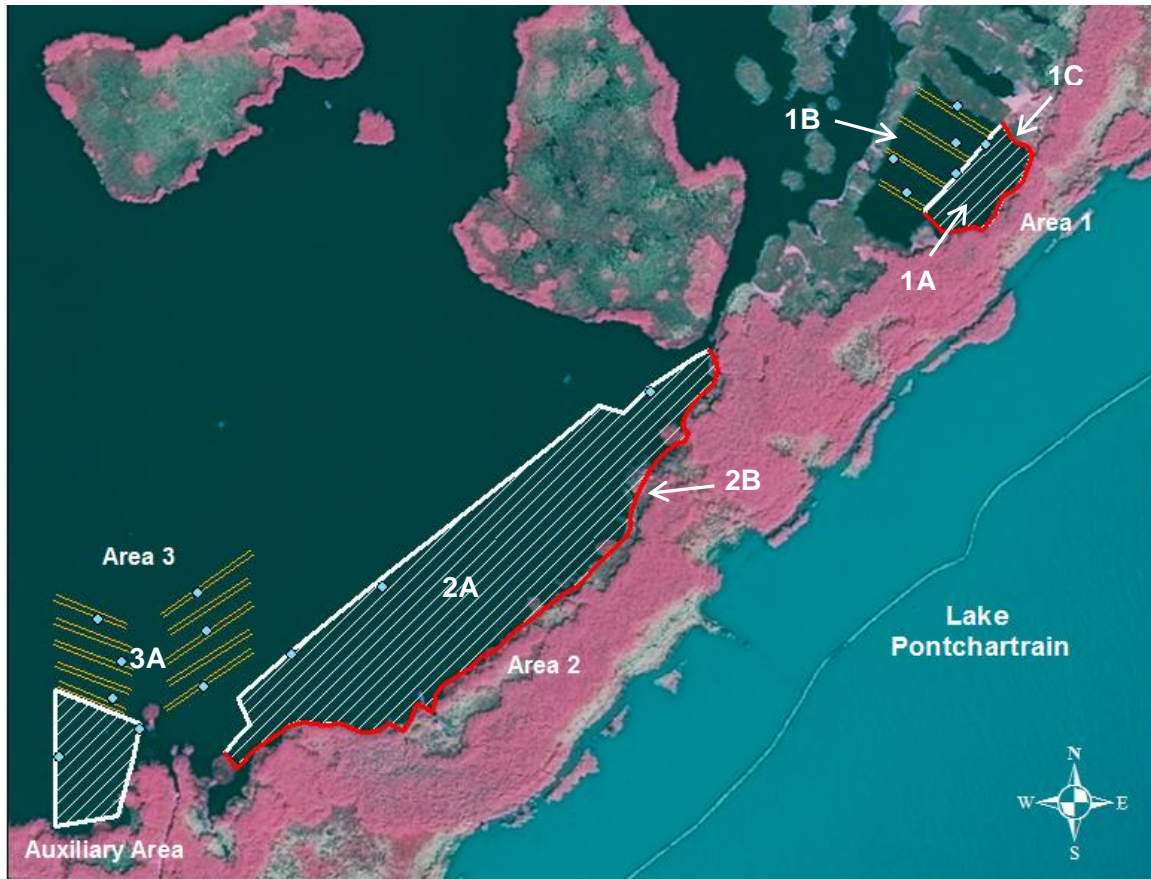 1C
1B
Area 1
1A
2B
Area 3
2A
3A
Lake
Pontchartrain
Area 2
Auxiliary Area
N
W
E
S